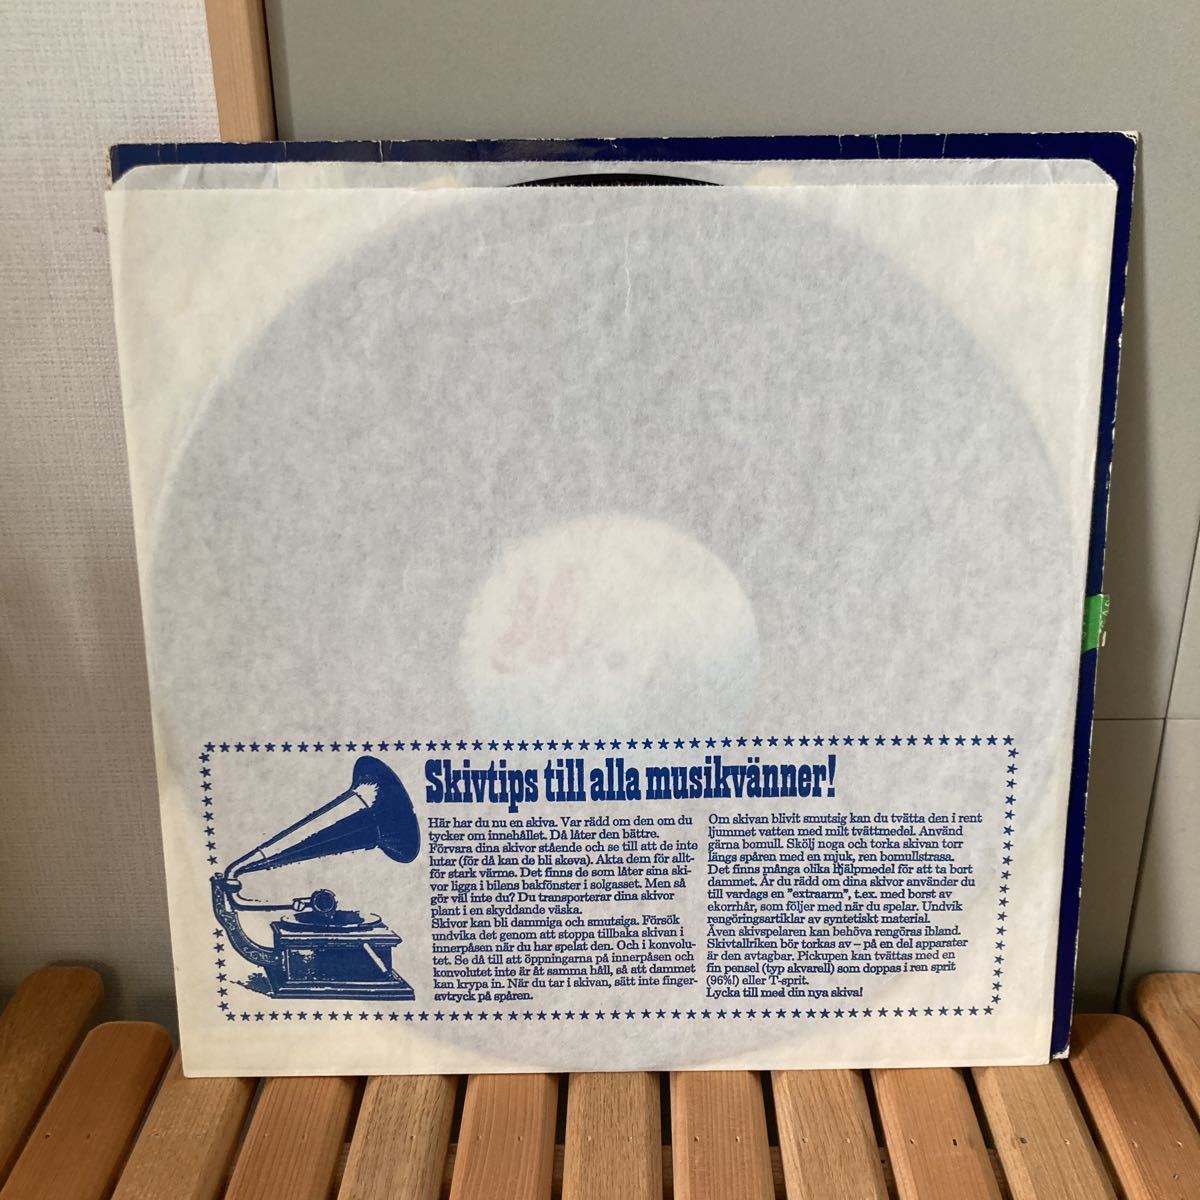 Skivtips till alla musikvänner!
Här har du nu en skiva. Var rädd om den om du
tycker om innehållet. Då låter den bättre.
Förvara dina skivor stående och se till att de inte
lutar (för då kan de bli skeva). Akta dem för allt-
för stark värme. Det finns de som låter sina ski-
vor ligga i bilens bakfönster i solgasset. Men så
gör väl inte du? Du transporterar dina skivor
plant i en skyddande väska.
Skivor kan bli dammiga och smutsiga. Försök
undvika det genom att stoppa tillbaka skivan i
innerpåsen när du har spelat den. Och i konvolu-
tet. Se då till att öppningarna på innerpåsen och
konvolutet inte är åt samma håll, så att dammet
kan krypa in. När du tar i skivan, sätt inte finger-
avtryck på spåren.
Om skivan blivit smutsig kan du tvätta den i rent
ljummet vatten med milt tvättmedel. Använd
gärna bomull. Skölj noga och torka skivan torr
längs spåren med en mjuk, ren bomullstrasa.
Det finns många olika hjälpmedel för att ta bort
dammet. Är du rädd om dina skivor använder du
till vardags en "extraarm", t.ex. med borst av
ekorrhår, som följer med när du spelar. Undvik
rengöringsartiklar av syntetiskt material.
Även skivspelaren kan behöva rengöras ibland.
Skivtallriken bör torkas av – på en del apparater
är den avtagbar. Pickupen kan tvättas med en
fin pensel (typ akvarell) som doppas i ren sprit
(96%!) eller T-sprit.
Lycka till med din nya skiva!